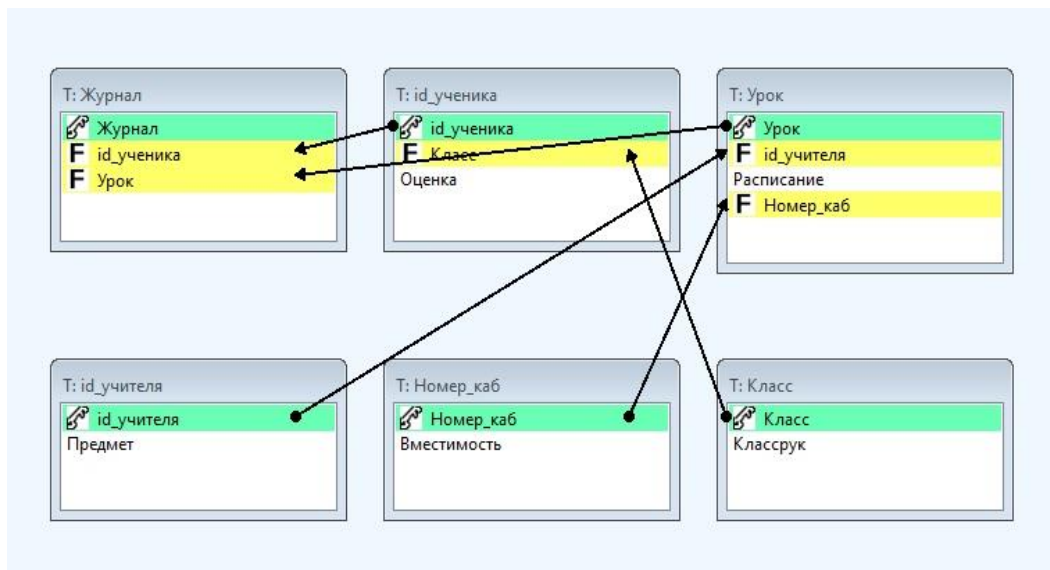 T: Журнал
Журнал
F id_ученика
F Урок
T: id_ученика
id_ученика
F Класс
Оценка
T: Урок
Урок
F id_учителя
Расписание
F Номер_каб
T: id_учителя
id_учителя
Предмет
T: Номер_каб
Номер_каб
Вместимость
T: Класс
Класс
Классрук